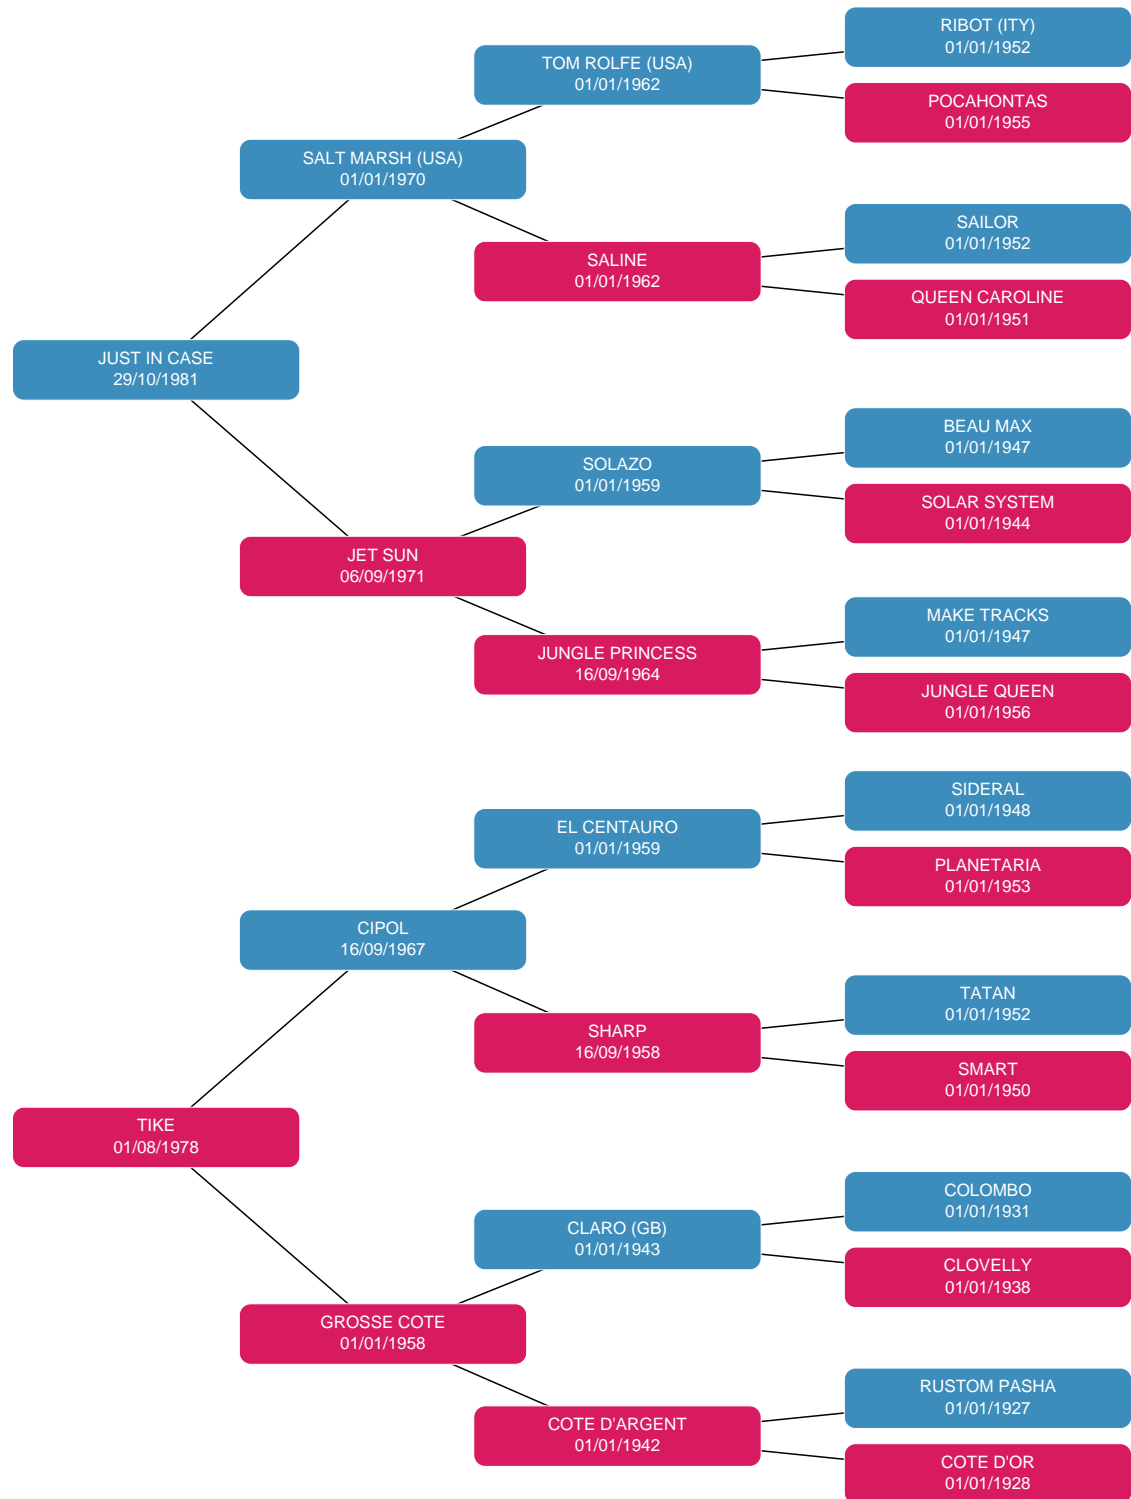 RIBOT (ITY)
01/01/1952
TOM ROLFE (USA)
01/01/1962
POCAHONTAS
01/01/1955
SALT MARSH (USA)
01/01/1970
SAILOR
01/01/1952
SALINE
01/01/1962
QUEEN CAROLINE
01/01/1951
JUST IN CASE
29/10/1981
BEAU MAX
01/01/1947
SOLAZO
01/01/1959
SOLAR SYSTEM
01/01/1944
JET SUN
06/09/1971
MAKE TRACKS
01/01/1947
JUNGLE PRINCESS
16/09/1964
JUNGLE QUEEN
01/01/1956
SIDERAL
01/01/1948
EL CENTAURO
01/01/1959
PLANETARIA
01/01/1953
CIPOL
16/09/1967
TATAN
01/01/1952
SHARP
16/09/1958
SMART
01/01/1950
TIKE
01/08/1978
COLOMBO
01/01/1931
CLARO (GB)
01/01/1943
CLOVELLY
01/01/1938
GROSSE COTE
01/01/1958
RUSTOM PASHA
01/01/1927
COTE D'ARGENT
01/01/1942
COTE D'OR
01/01/1928